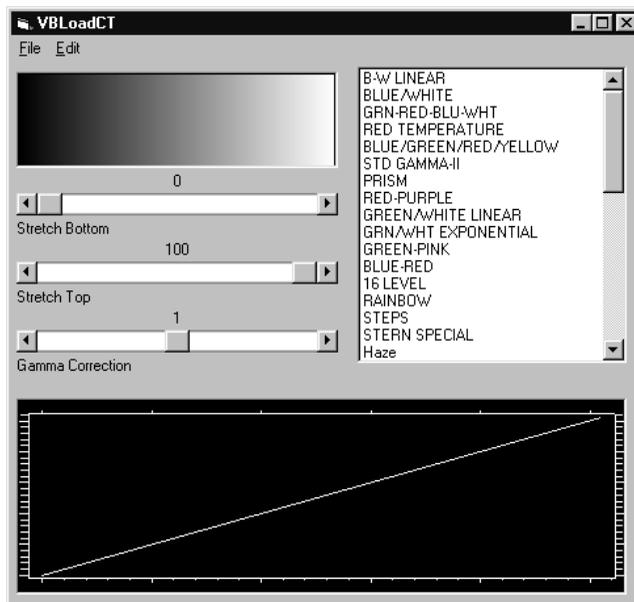 VBLoadCT
File Edit
0
Stretch Bottom
100
Stretch Top
1
Gamma Correction
B-W LINEAR
BLUE/WHITE
GRN-RED-BLU-WHT
RED TEMPERATURE
BLUE/GREEN/RED/YELLOW
STD GAMMA-II
PRISM
RED-PURPLE
GREEN/WHITE LINEAR
GRN/WHT EXPONENTIAL
GREEN-PINK
BLUE-RED
16 LEVEL
RAINBOW
STEPS
STERN SPECIAL
Haze